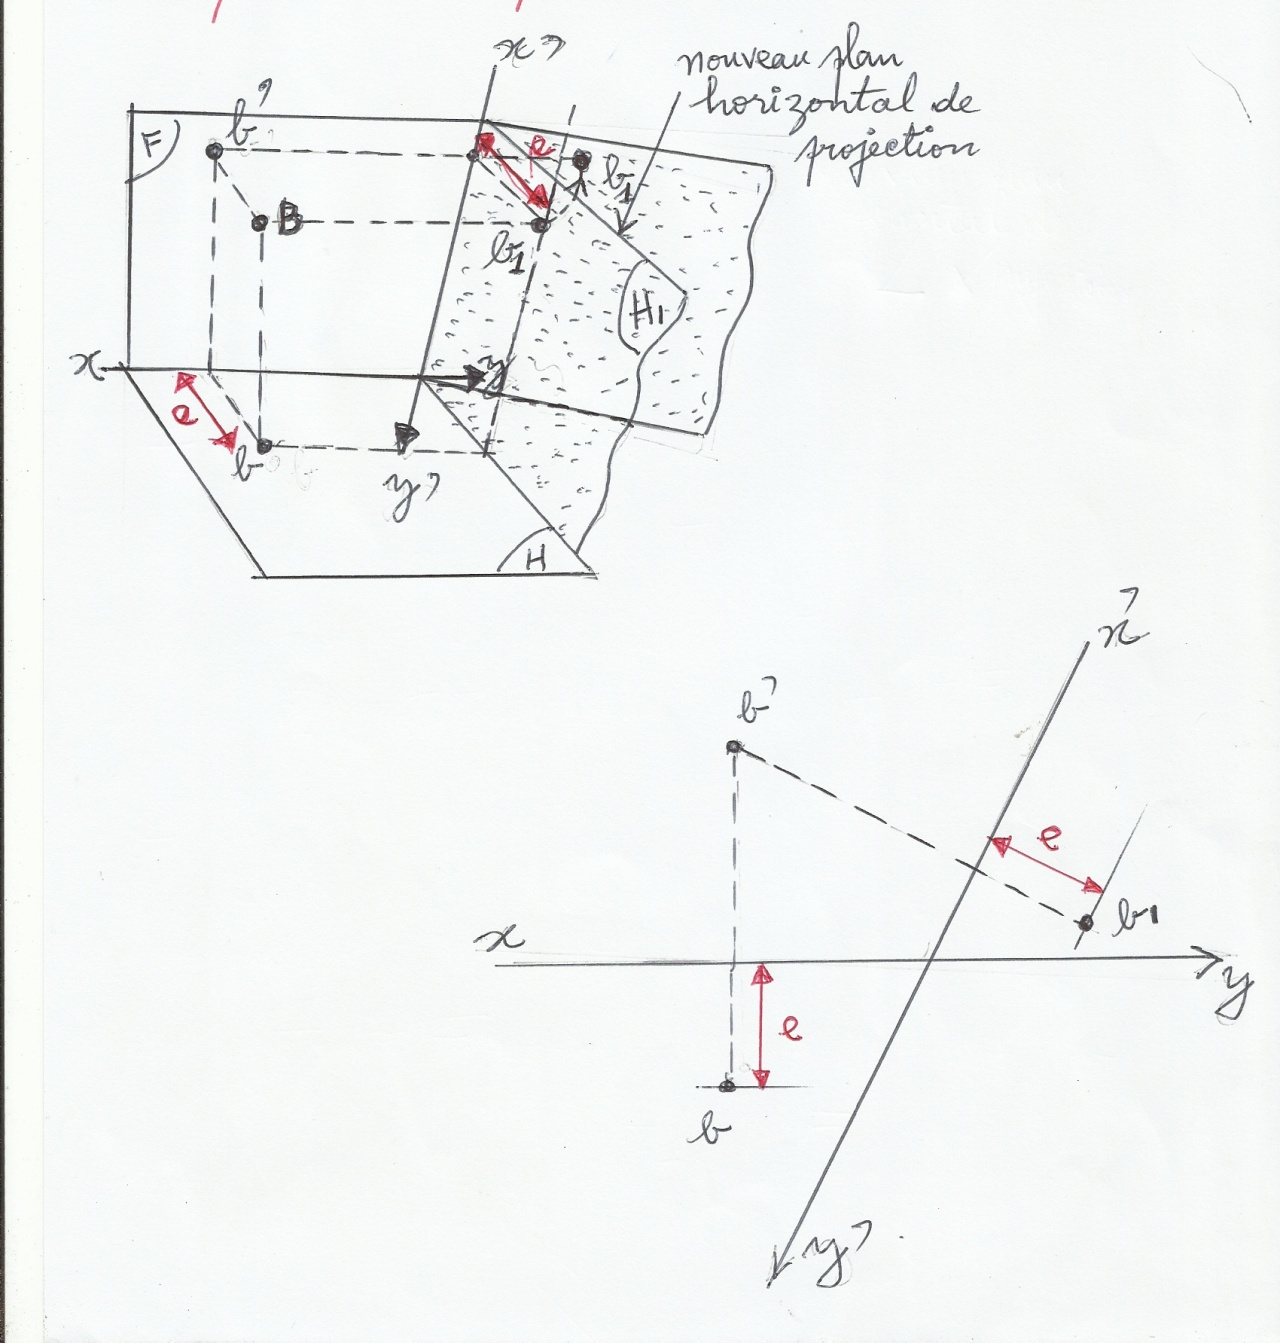 x'
nouveau plan
horizontal de
projection
F
b'
e
b1
B
b1
H1
x
y
e
b
y'
H
x'
b'
e
b1
x
y
e
b
y'